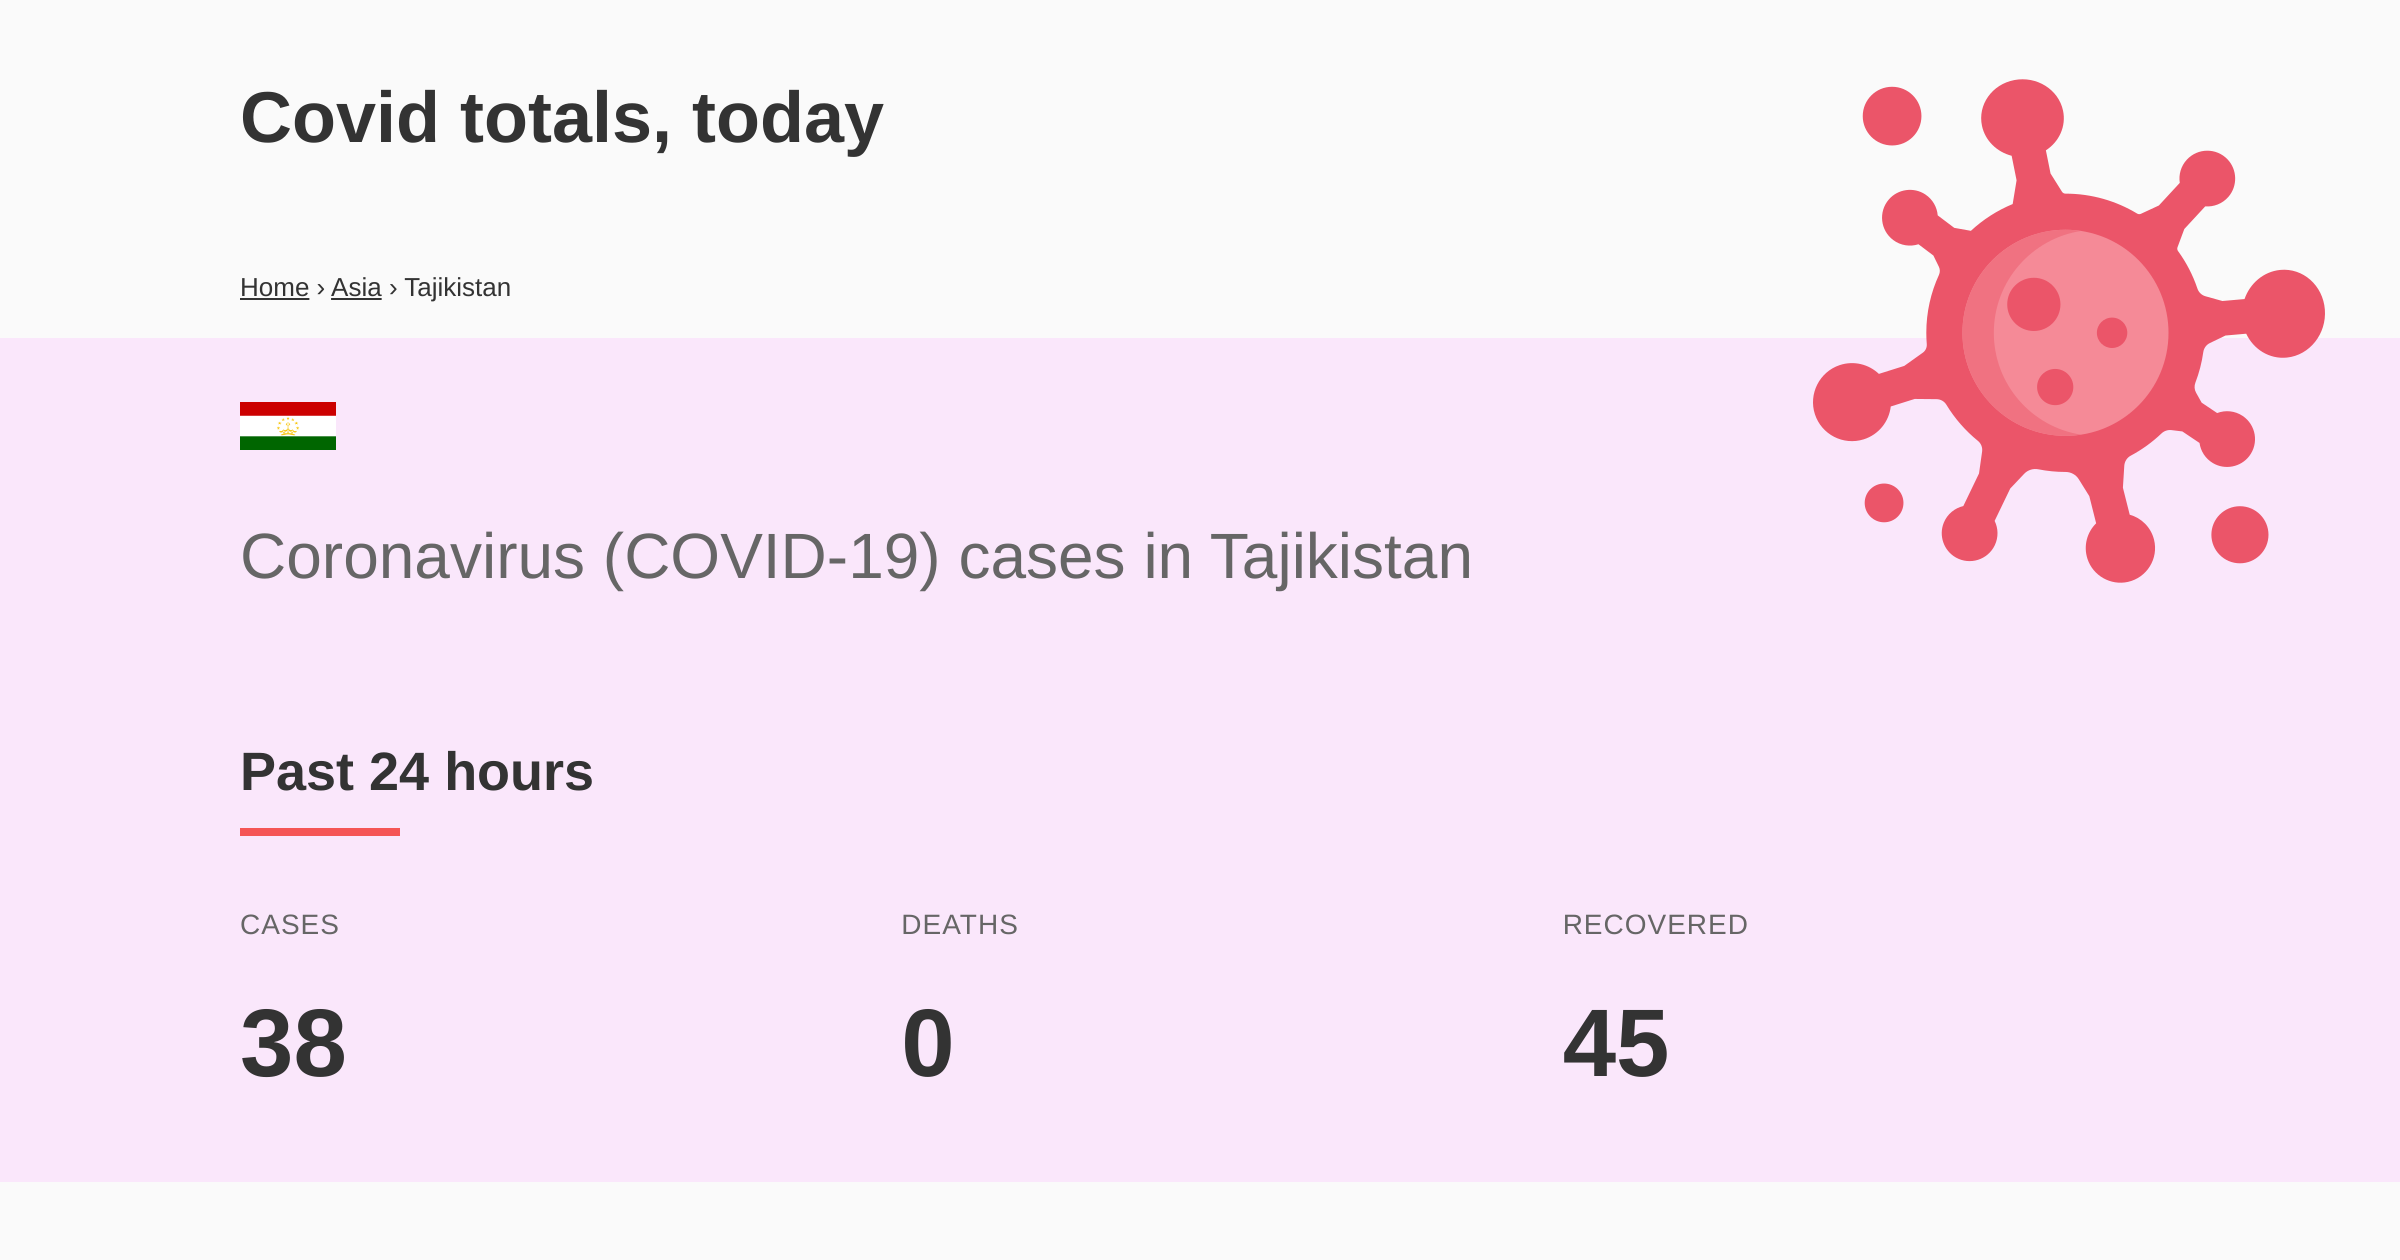 Covid totals, today
Home › Asia › Tajikistan
Coronavirus (COVID-19) cases in Tajikistan
Past 24 hours
CASES DEATHS RECOVERED
38 0 45